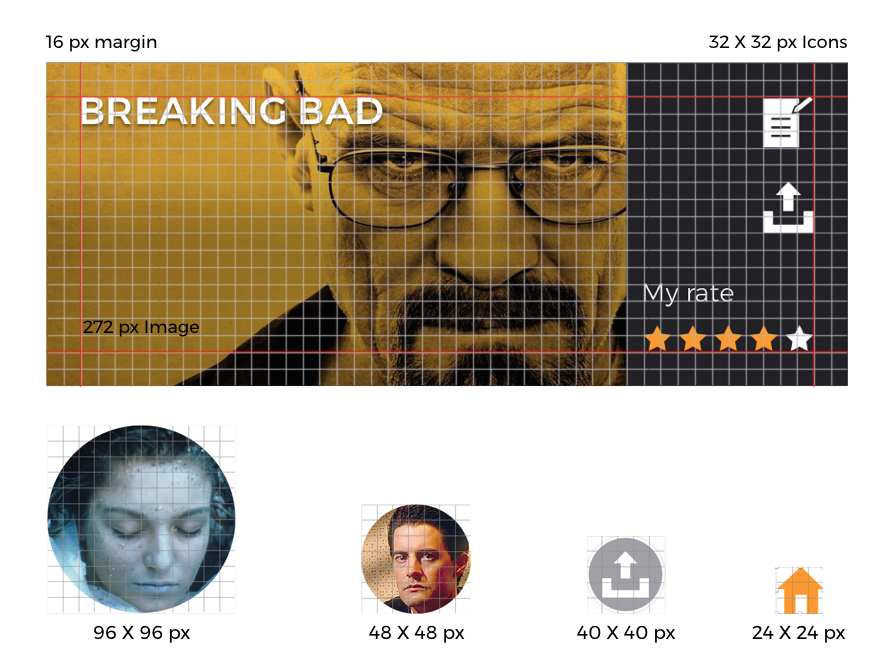 16 px margin
32 X 32 px Icons
BREAKING BAD
My rate
272 px Image
96 X 96 px
48 X 48 px
40 X 40 px
24 X 24 px